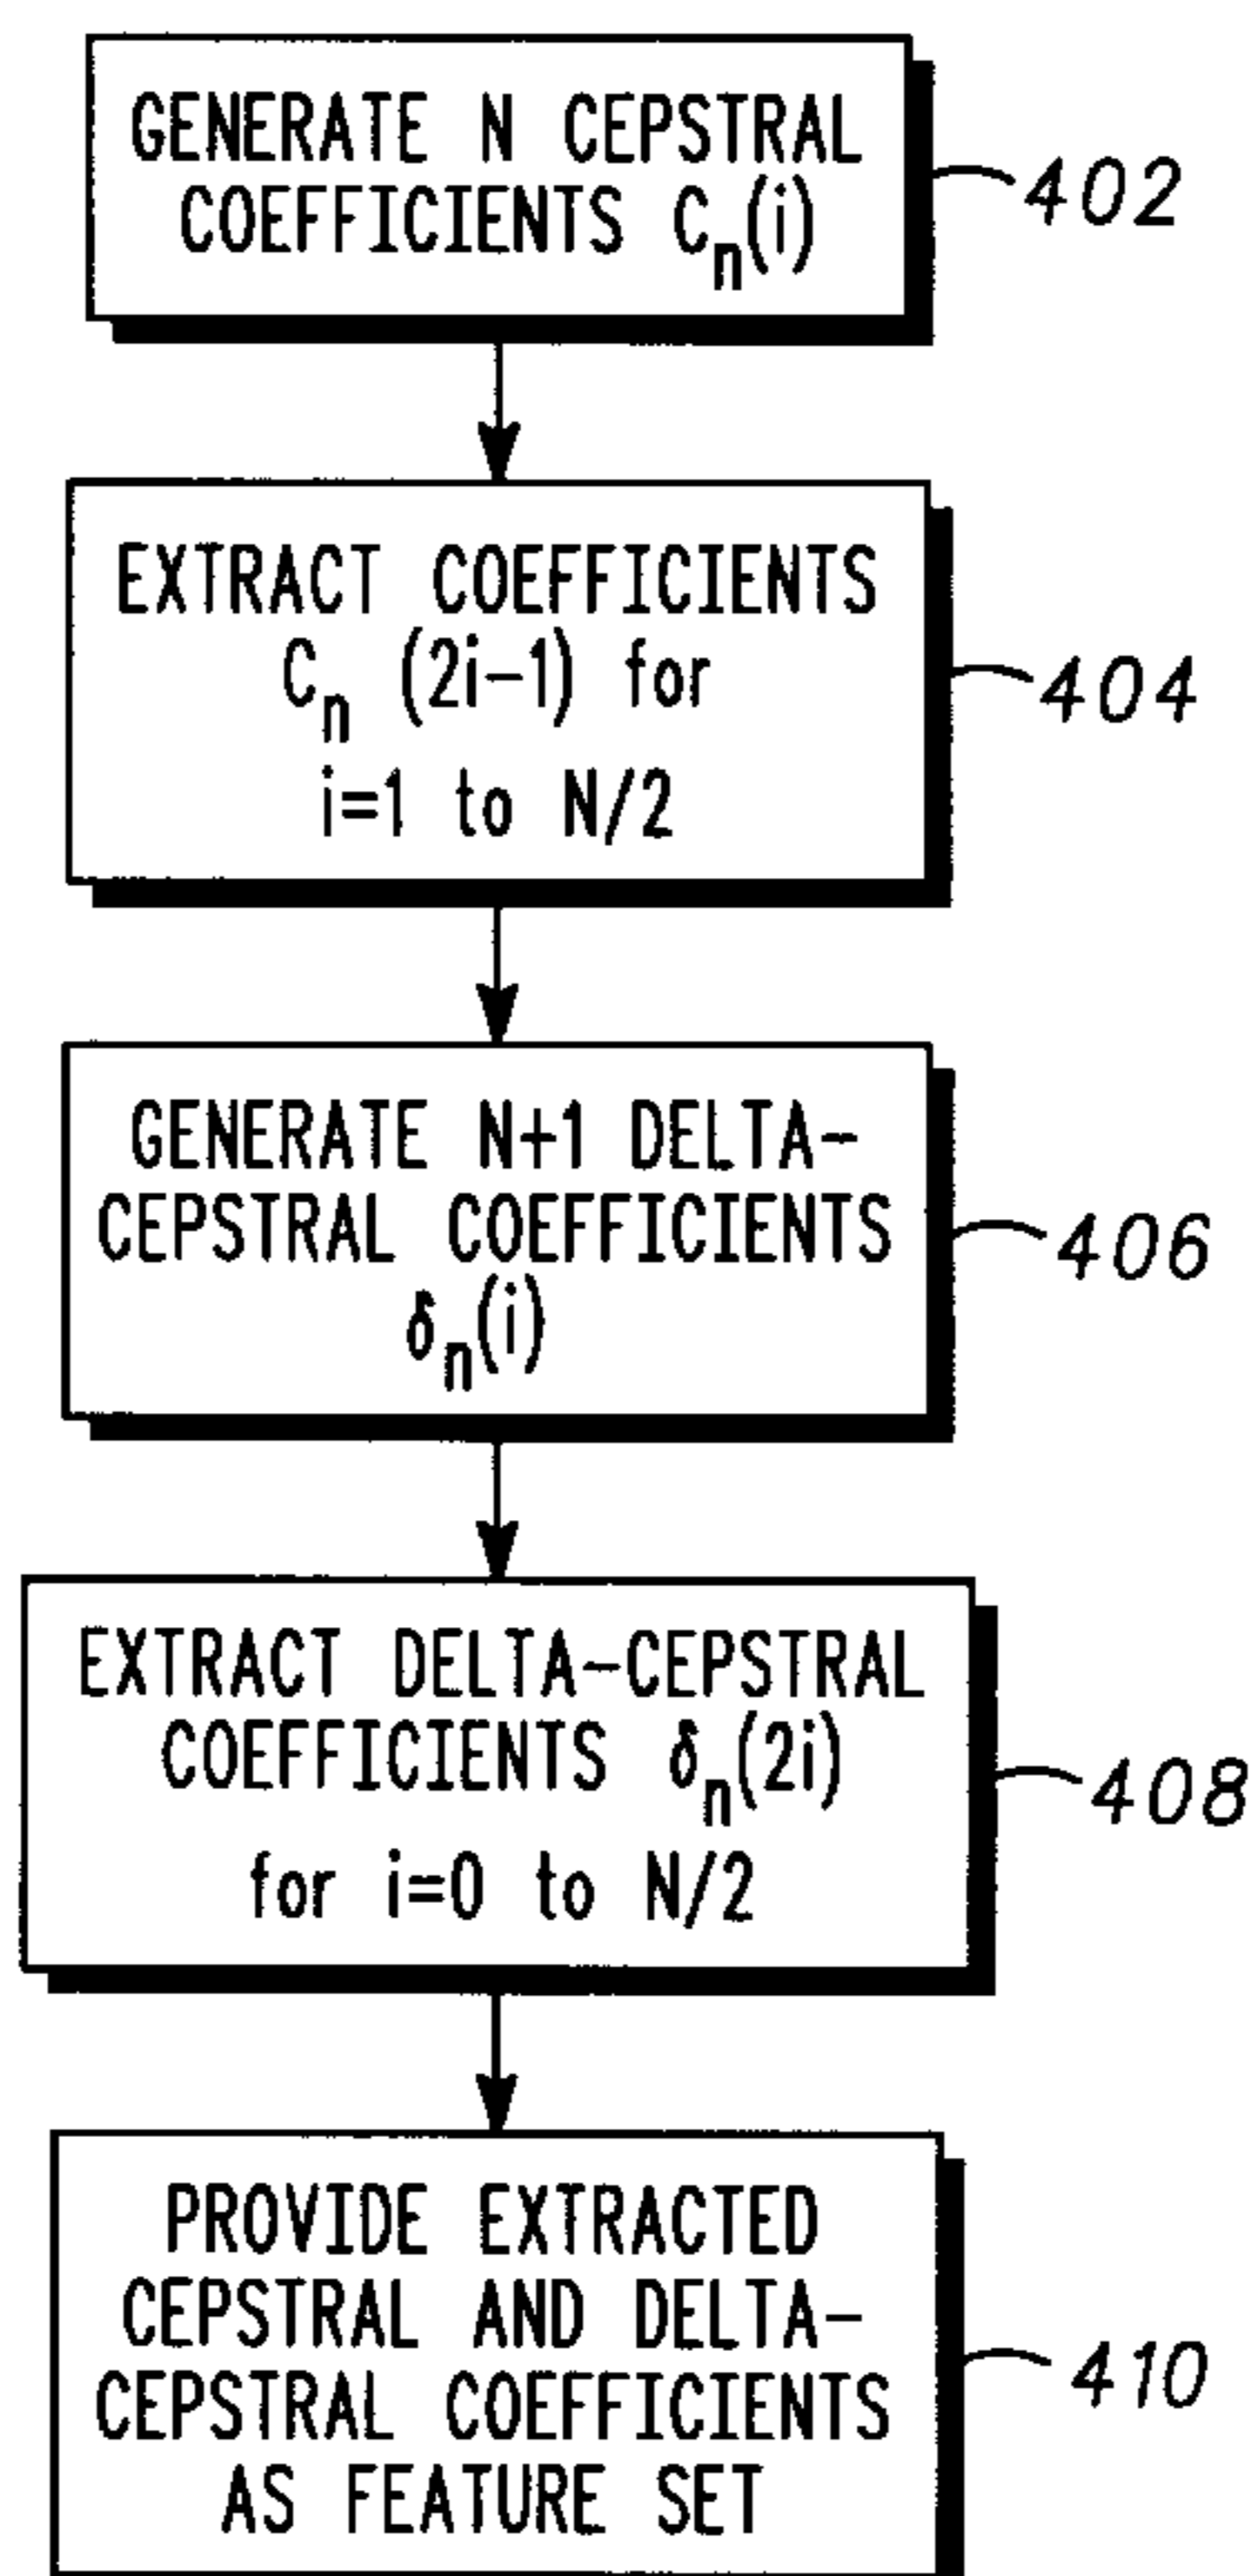 GENERATE N CEPSTRAL
COEFFICIENTS Cn(i)
402
EXTRACT COEFFICIENTS
Cn (2i-1) for
i=1 to N/2
404
GENERATE N+1 DELTA-
CEPSTRAL COEFFICIENTS
δn(i)
406
EXTRACT DELTA-CEPSTRAL
COEFFICIENTS δn(2i)
for i=0 to N/2
408
PROVIDE EXTRACTED
CEPSTRAL AND DELTA-
CEPSTRAL COEFFICIENTS
AS FEATURE SET
410